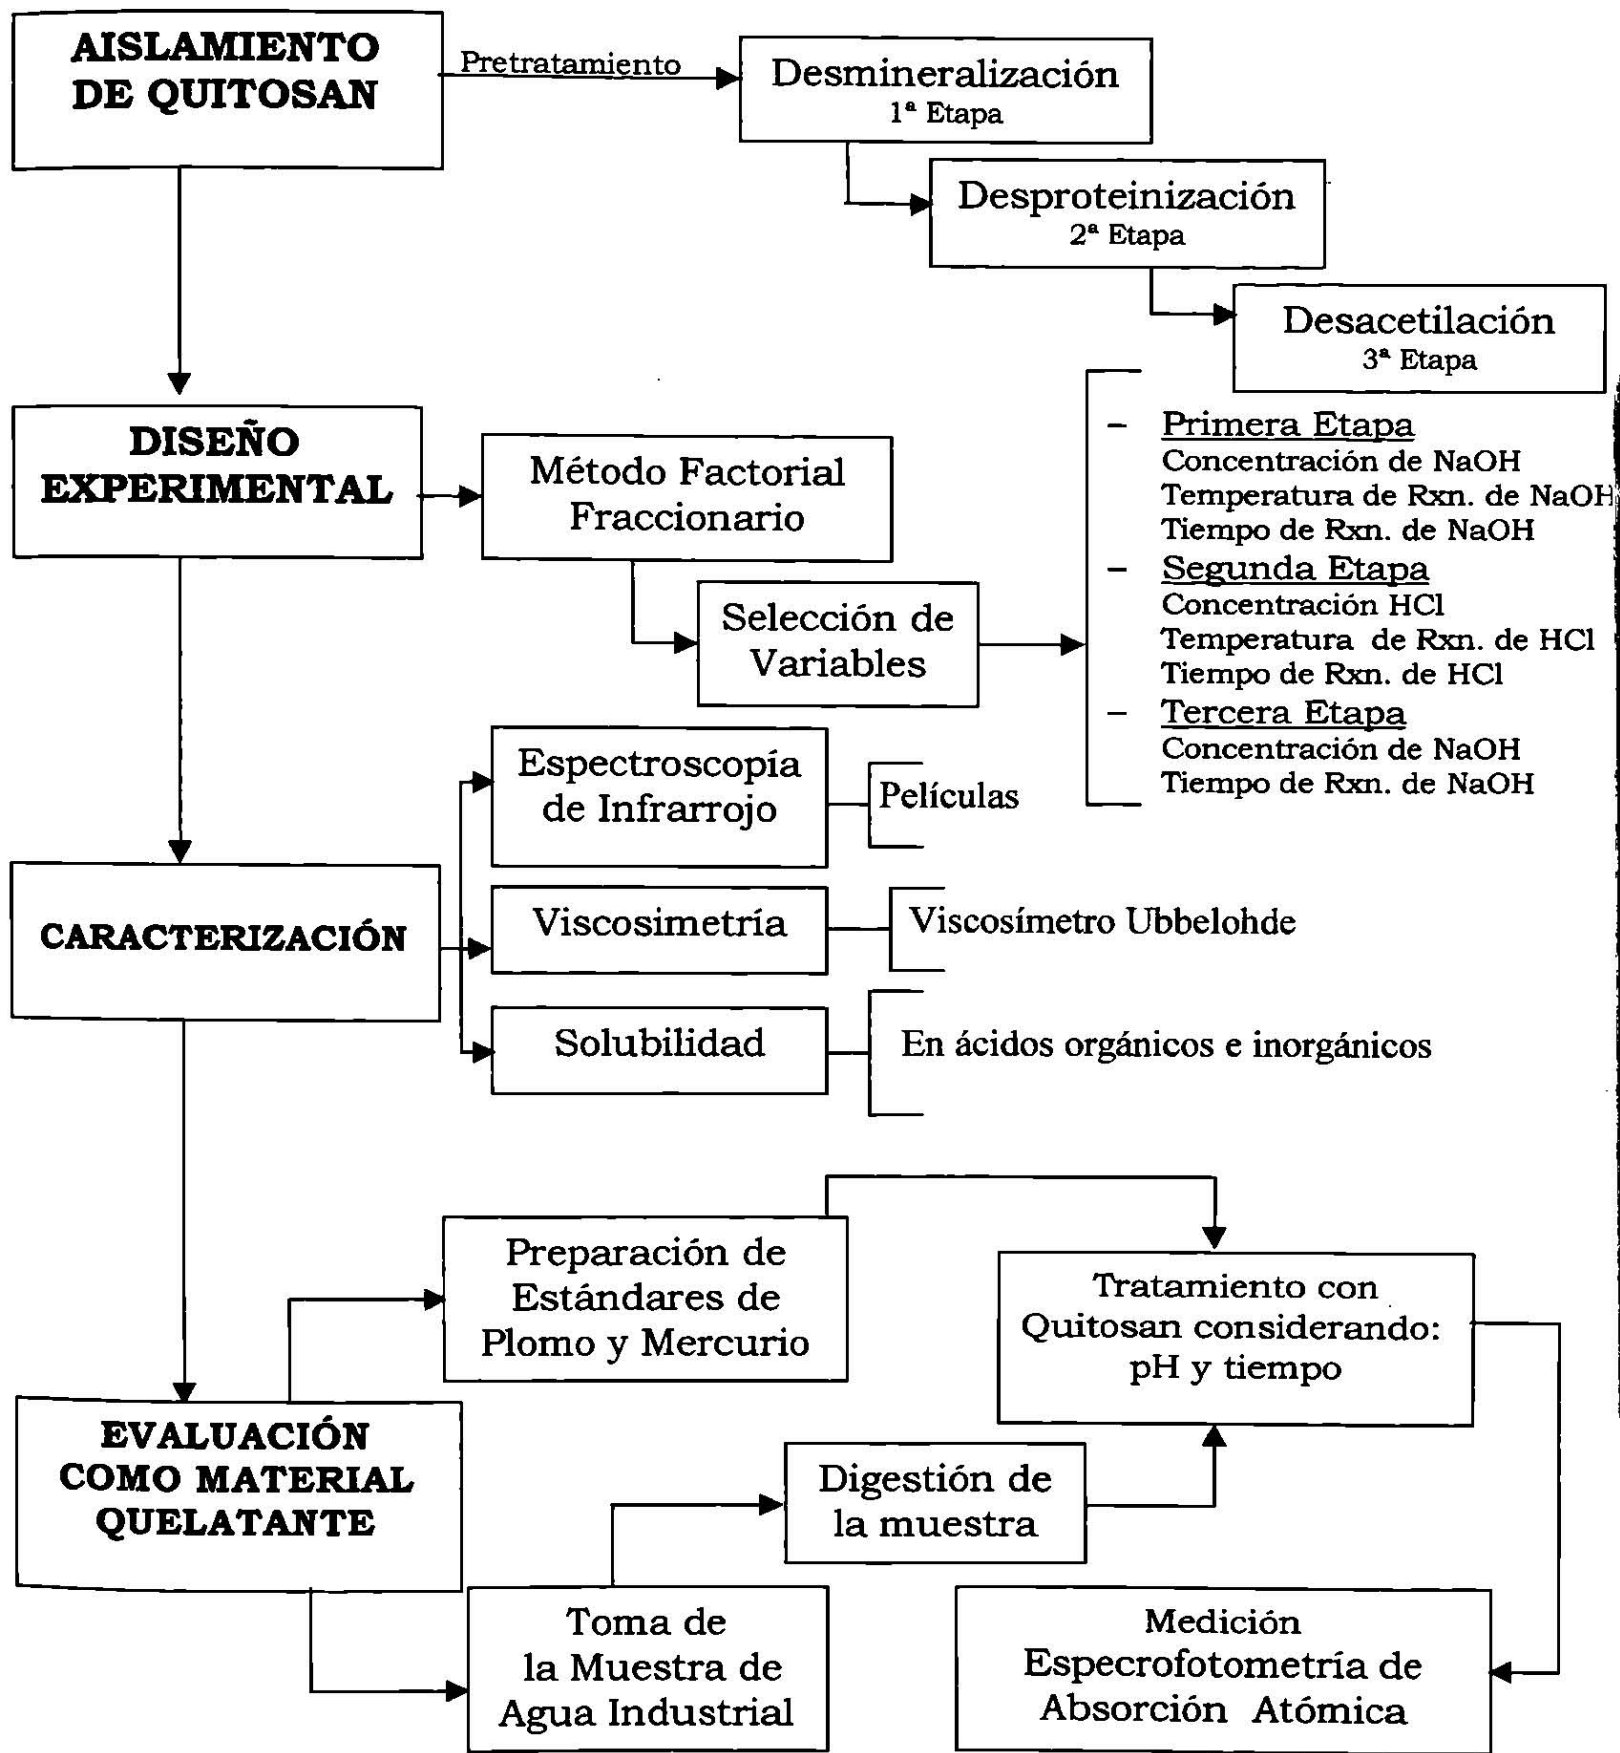 AISLAMIENTO
DE QUITOSAN
Pretratamiento
Desmineralización
1ª Etapa
Desproteinización
2ª Etapa
Desacetilación
3ª Etapa
DISEÑO
EXPERIMENTAL
Método Factorial
Fraccionario
Selección de
Variables
– Primera Etapa
Concentración de NaOH
Temperatura de Rxn. de NaOH
Tiempo de Rxn. de NaOH
– Segunda Etapa
Concentración HCl
Temperatura de Rxn. de HCl
Tiempo de Rxn. de HCl
– Tercera Etapa
Concentración de NaOH
Tiempo de Rxn. de NaOH
CARACTERIZACIÓN
Espectroscopía
de Infrarrojo
Películas
Viscosimetría
Viscosímetro Ubbelohde
Solubilidad
En ácidos orgánicos e inorgánicos
EVALUACIÓN
COMO MATERIAL
QUELATANTE
Preparación de
Estándares de
Plomo y Mercurio
Tratamiento con
Quitosan considerando:
pH y tiempo
Digestión de
la muestra
Toma de
la Muestra de
Agua Industrial
Medición
Especrofotometría de
Absorción Atómica